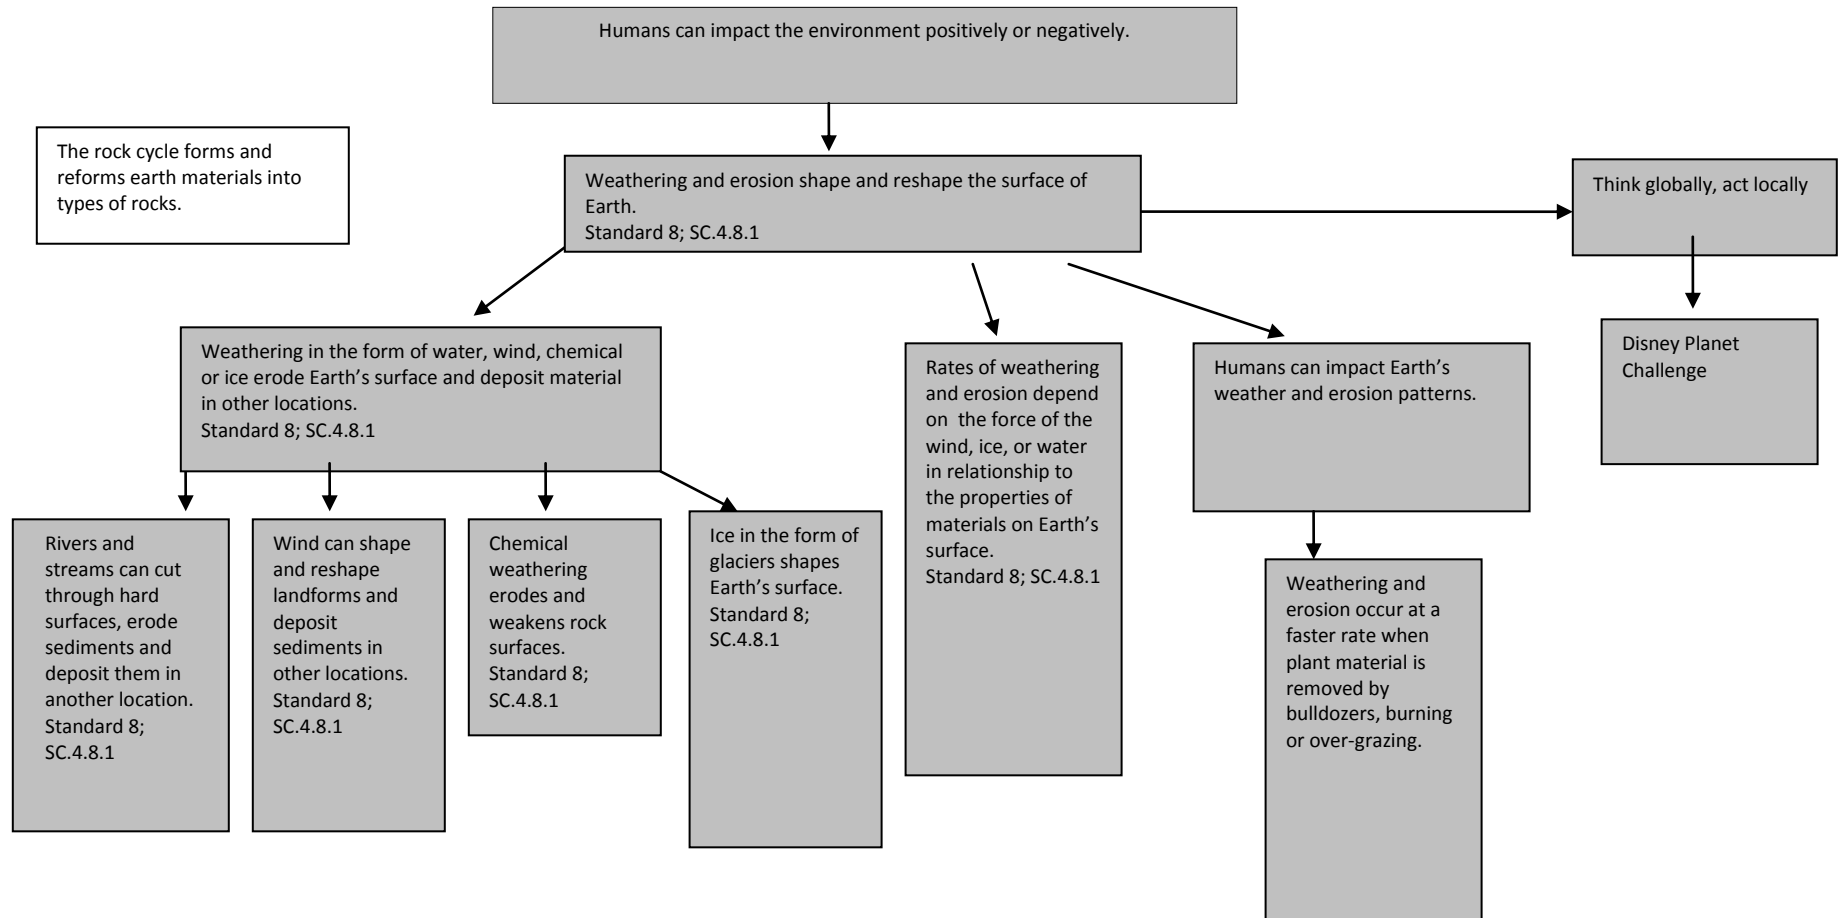 Humans can impact the environment positively or negatively.
The rock cycle forms and
reforms earth materials into
types of rocks.
Weathering and erosion shape and reshape the surface of
Earth.
Standard 8; SC.4.8.1
Think globally, act locally
Weathering in the form of water, wind, chemical
or ice erode Earth’s surface and deposit material
in other locations.
Standard 8; SC.4.8.1
Rates of weathering
and erosion depend
on the force of the
wind, ice, or water
in relationship to
the properties of
materials on Earth’s
surface.
Standard 8; SC.4.8.1
Humans can impact Earth’s
weather and erosion patterns.
Disney Planet
Challenge
Rivers and
streams can cut
through hard
surfaces, erode
sediments and
deposit them in
another location.
Standard 8;
SC.4.8.1
Wind can shape
and reshape
landforms and
deposit
sediments in
other locations.
Standard 8;
SC.4.8.1
Chemical
weathering
erodes and
weakens rock
surfaces.
Standard 8;
SC.4.8.1
Ice in the form of
glaciers shapes
Earth’s surface.
Standard 8;
SC.4.8.1
Weathering and
erosion occur at a
faster rate when
plant material is
removed by
bulldozers, burning
or over-grazing.